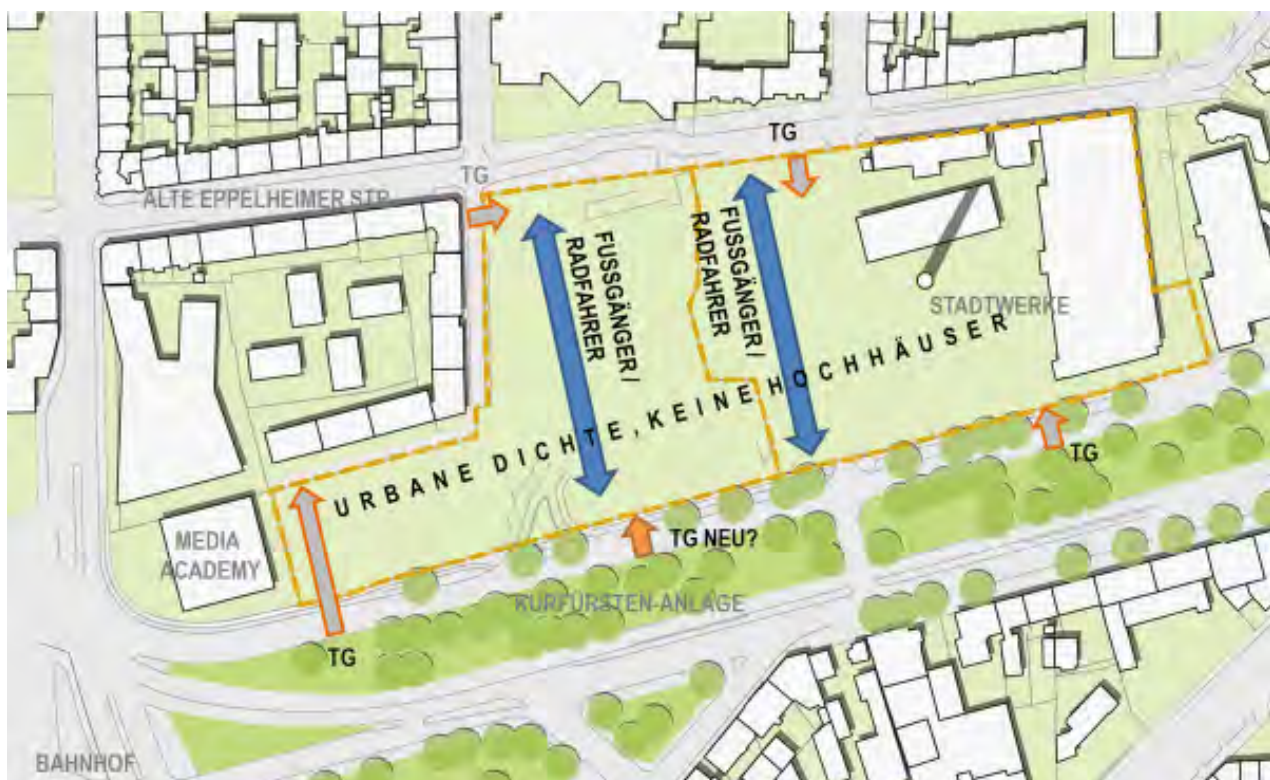 TG
TG
ALTE EPPELHEIMER STR.
FUSSGÄNGER /
RADFAHRER
FUSSGÄNGER /
RADFAHRER
STADTWERKE
URBANE DICHTE, KEINE HOCHHÄUSER
TG
TG NEU?
MEDIA
ACADEMY
KURFÜRSTEN-ANLAGE
TG
BAHNHOF